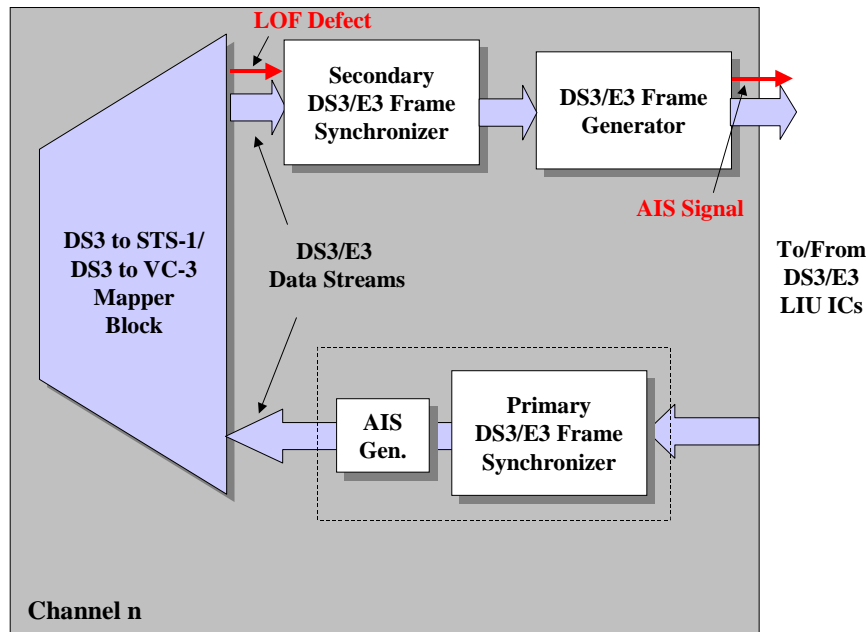 LOF Defect
Secondary
DS3/E3 Frame
Synchronizer
DS3/E3 Frame
Generator
AIS Signal
DS3 to STS-1/
DS3 to VC-3
Mapper
Block
DS3/E3
Data Streams
To/From
DS3/E3
LIU ICs
AIS
Gen.
Primary
DS3/E3 Frame
Synchronizer
Channel n